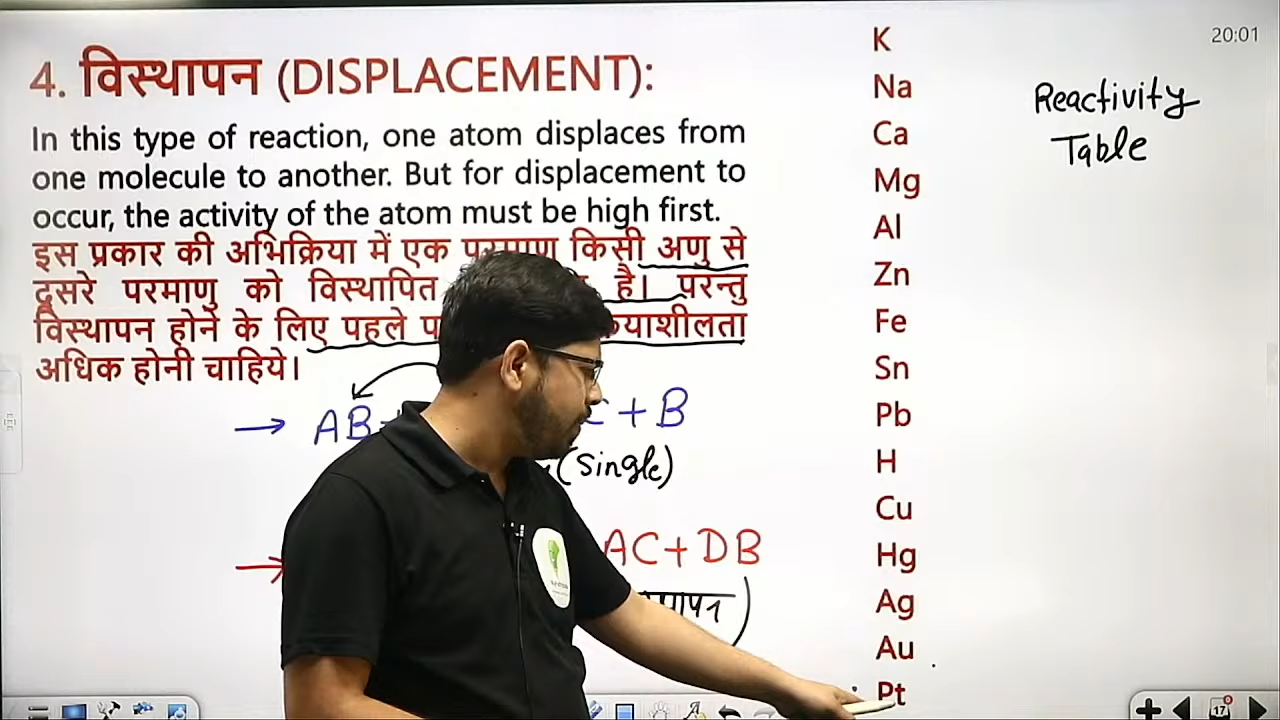 4. विस्थापन (DISPLACEMENT):
In this type of reaction, one atom displaces from
one molecule to another. But for displacement to
occur, the activity of the atom must be high first.
इस प्रकार की अभिक्रिया में एक परमाणु किसी अणु से
दूसरे परमाणु को विस्थापित है। परन्तु
विस्थापन होने के लिए पहले
अधिक होनी चाहिये।
→ AB + B
(Single)
→ AC + DB
K
Na
Ca
Mg
Al
Zn
Fe
Sn
Pb
H
Cu
Hg
Ag
Au
Pt
Reactivity
Table
20:01
17